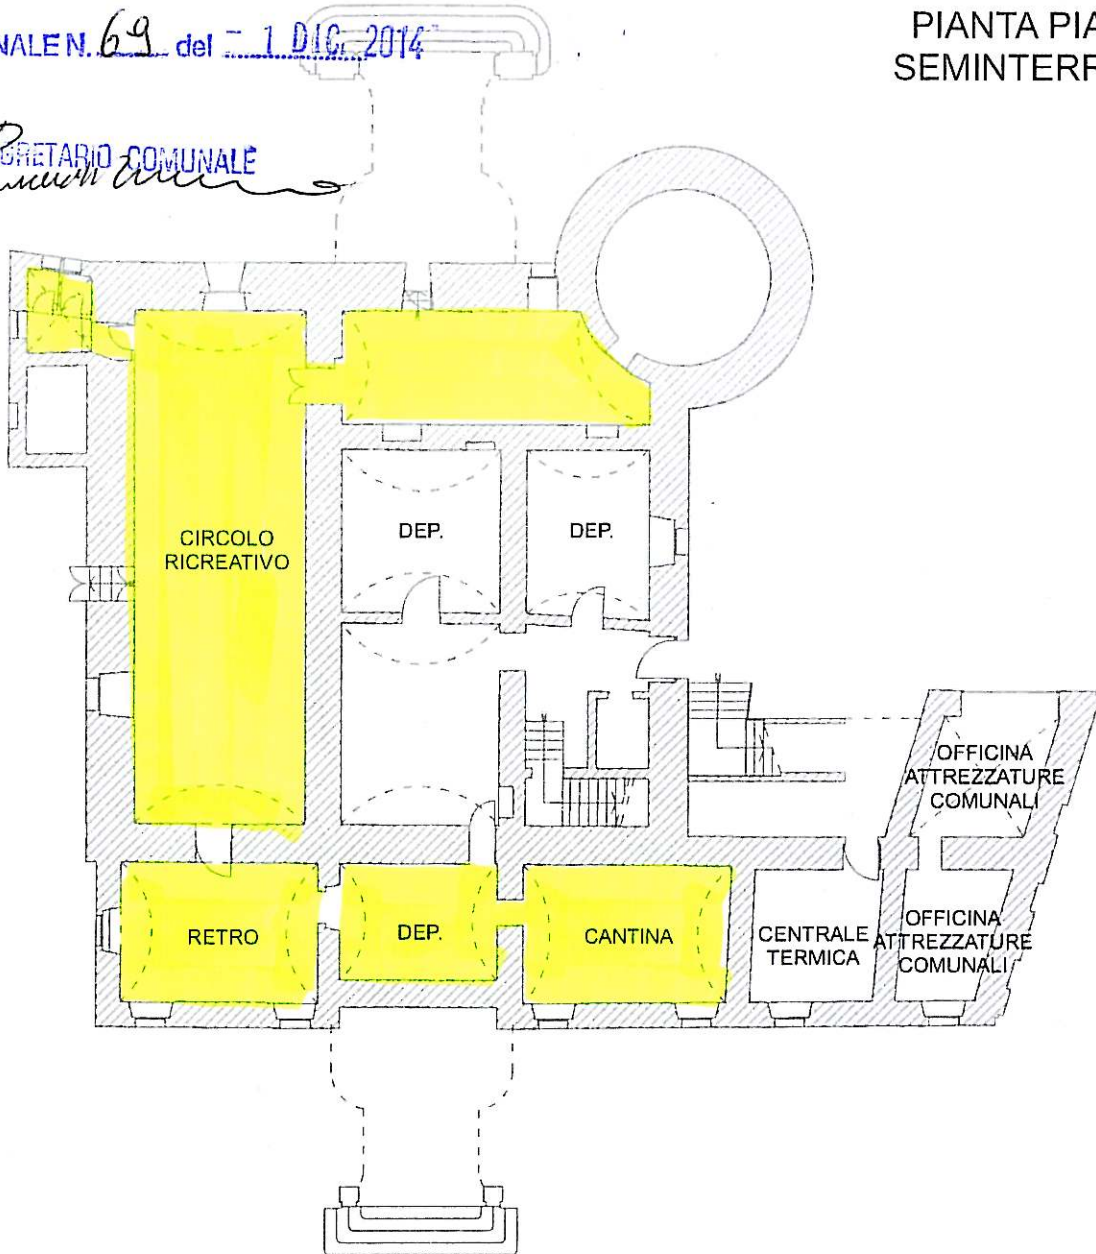 NALE N. 69 del - 1 DIC. 2014
PIANTA PIA
SEMINTERR
GRETARIO COMUNALE
CIRCOLO
RICREATIVO
DEP.
DEP.
OFFICINA
ATTREZZATURE
COMUNALI
RETRO
DEP.
CANTINA
CENTRALE
TERMICA
OFFICINA
ATTREZZATURE
COMUNALI